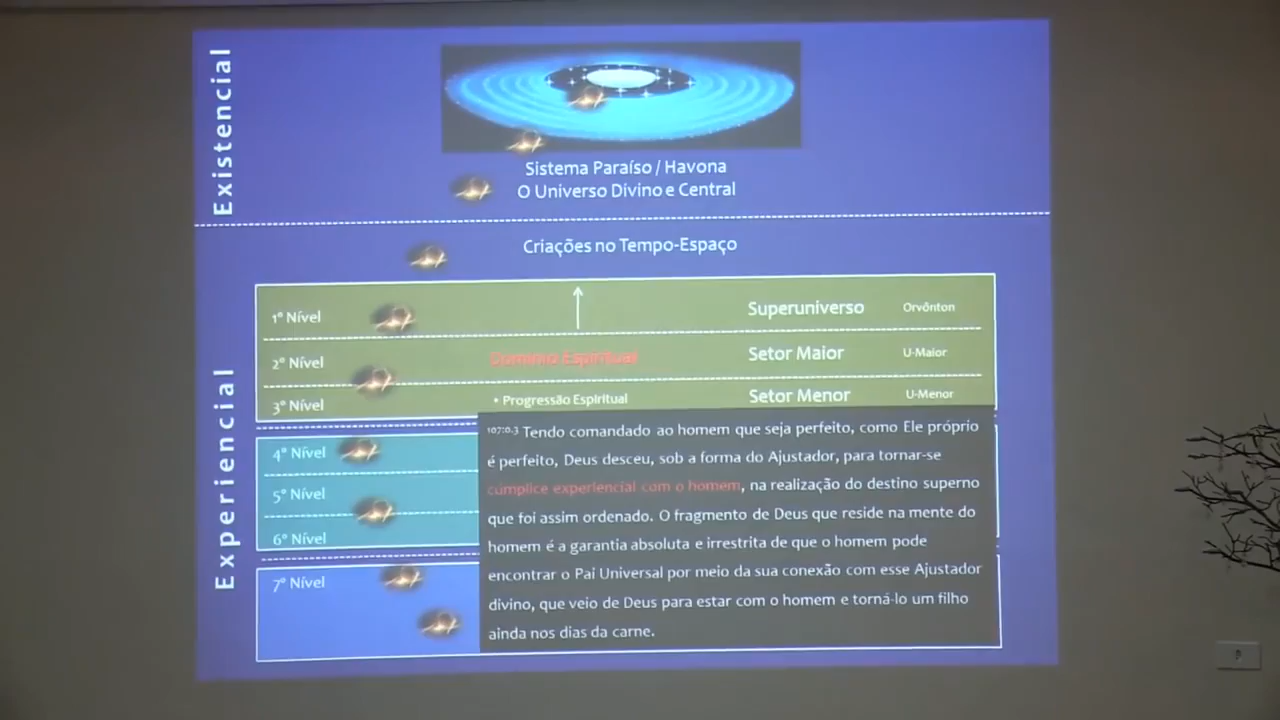 Existencial
Sistema Paraíso / Havona
O Universo Divino e Central
Criações no Tempo-Espaço
Experiencial
1º Nível
Superuniverso
Orvônton
2º Nível
Domínio Espiritual
Setor Maior
U-Maior
3º Nível
• Progressão Espiritual
Setor Menor
U-Menor
4º Nível
5º Nível
6º Nível
7º Nível
107:0.3 Tendo comandado ao homem que seja perfeito, como Ele próprio
é perfeito, Deus desceu, sob a forma do Ajustador, para tornar-se
cúmplice experiencial com o homem, na realização do destino superno
que foi assim ordenado. O fragmento de Deus que reside na mente do
homem é a garantia absoluta e irrestrita de que o homem pode
encontrar o Pai Universal por meio da sua conexão com esse Ajustador
divino, que veio de Deus para estar com o homem e torná-lo um filho
ainda nos dias da carne.